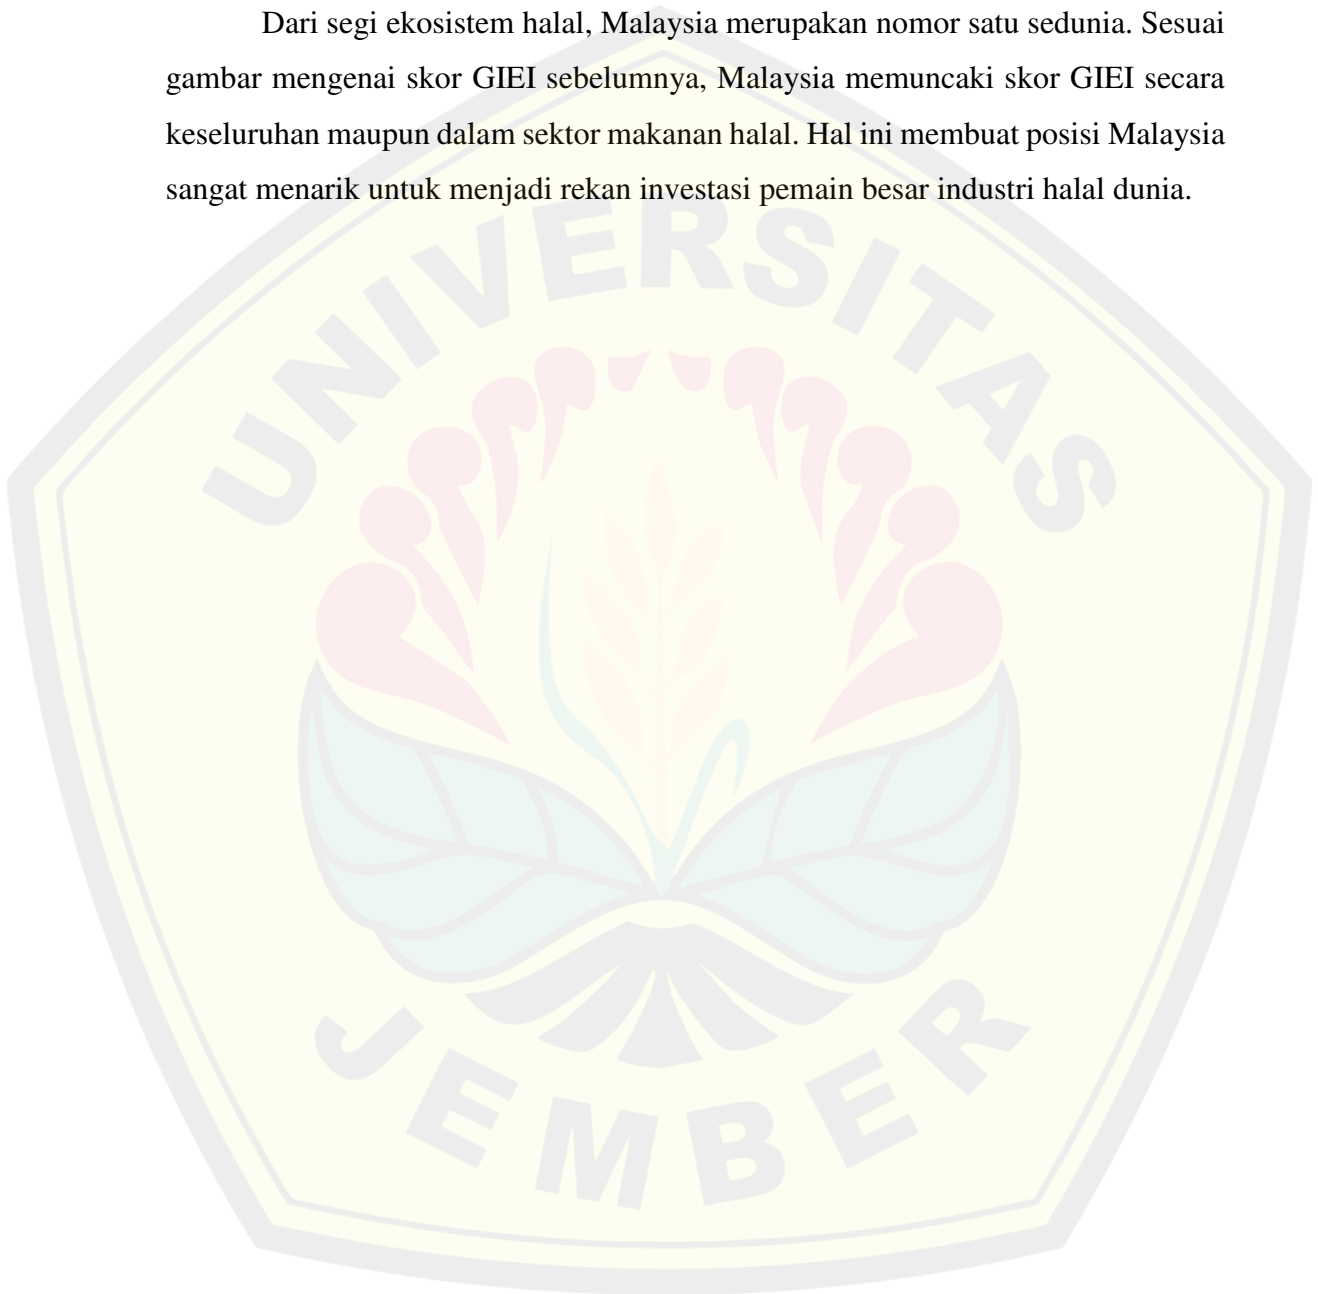 Dari segi ekosistem halal, Malaysia merupakan nomor satu sedunia. Sesuai
gambar mengenai skor GIEI sebelumnya, Malaysia memuncaki skor GIEI secara
keseluruhan maupun dalam sektor makanan halal. Hal ini membuat posisi Malaysia
sangat menarik untuk menjadi rekan investasi pemain besar industri halal dunia.
UNIVERSITAS
JEMBER